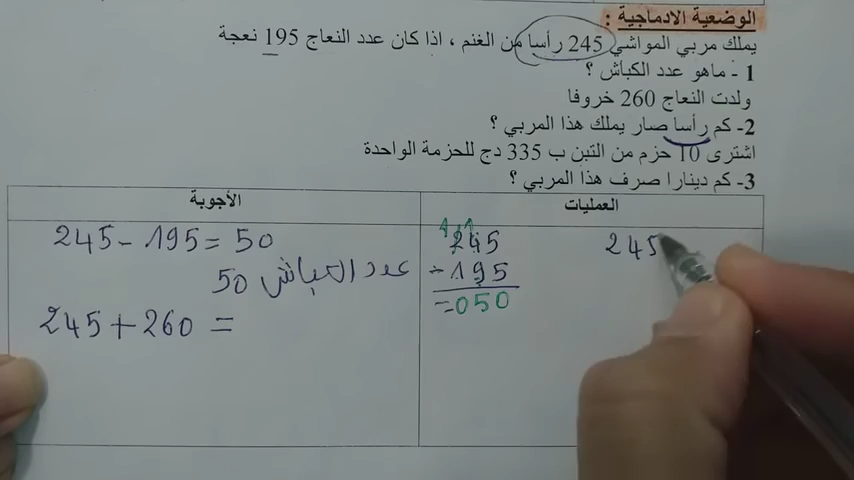 الوضعية الادماجية :
يملك مربي المواشي 245 رأسا من الغنم ، اذا كان عدد النعاج 195 نعجة
1 - ماهو عدد الكباش ؟
ولدت النعاج 260 خروفا
2- كم رأسا صار يملك هذا المربي ؟
اشترى 10 حزم من التبن ب 335 دج للحزمة الواحدة
3- كم دينارا صرف هذا المربي ؟
العمليات
245
- 195
= 050
245
الأجوبة
245 - 195 = 50
عدد الكباش 50
245 + 260 =